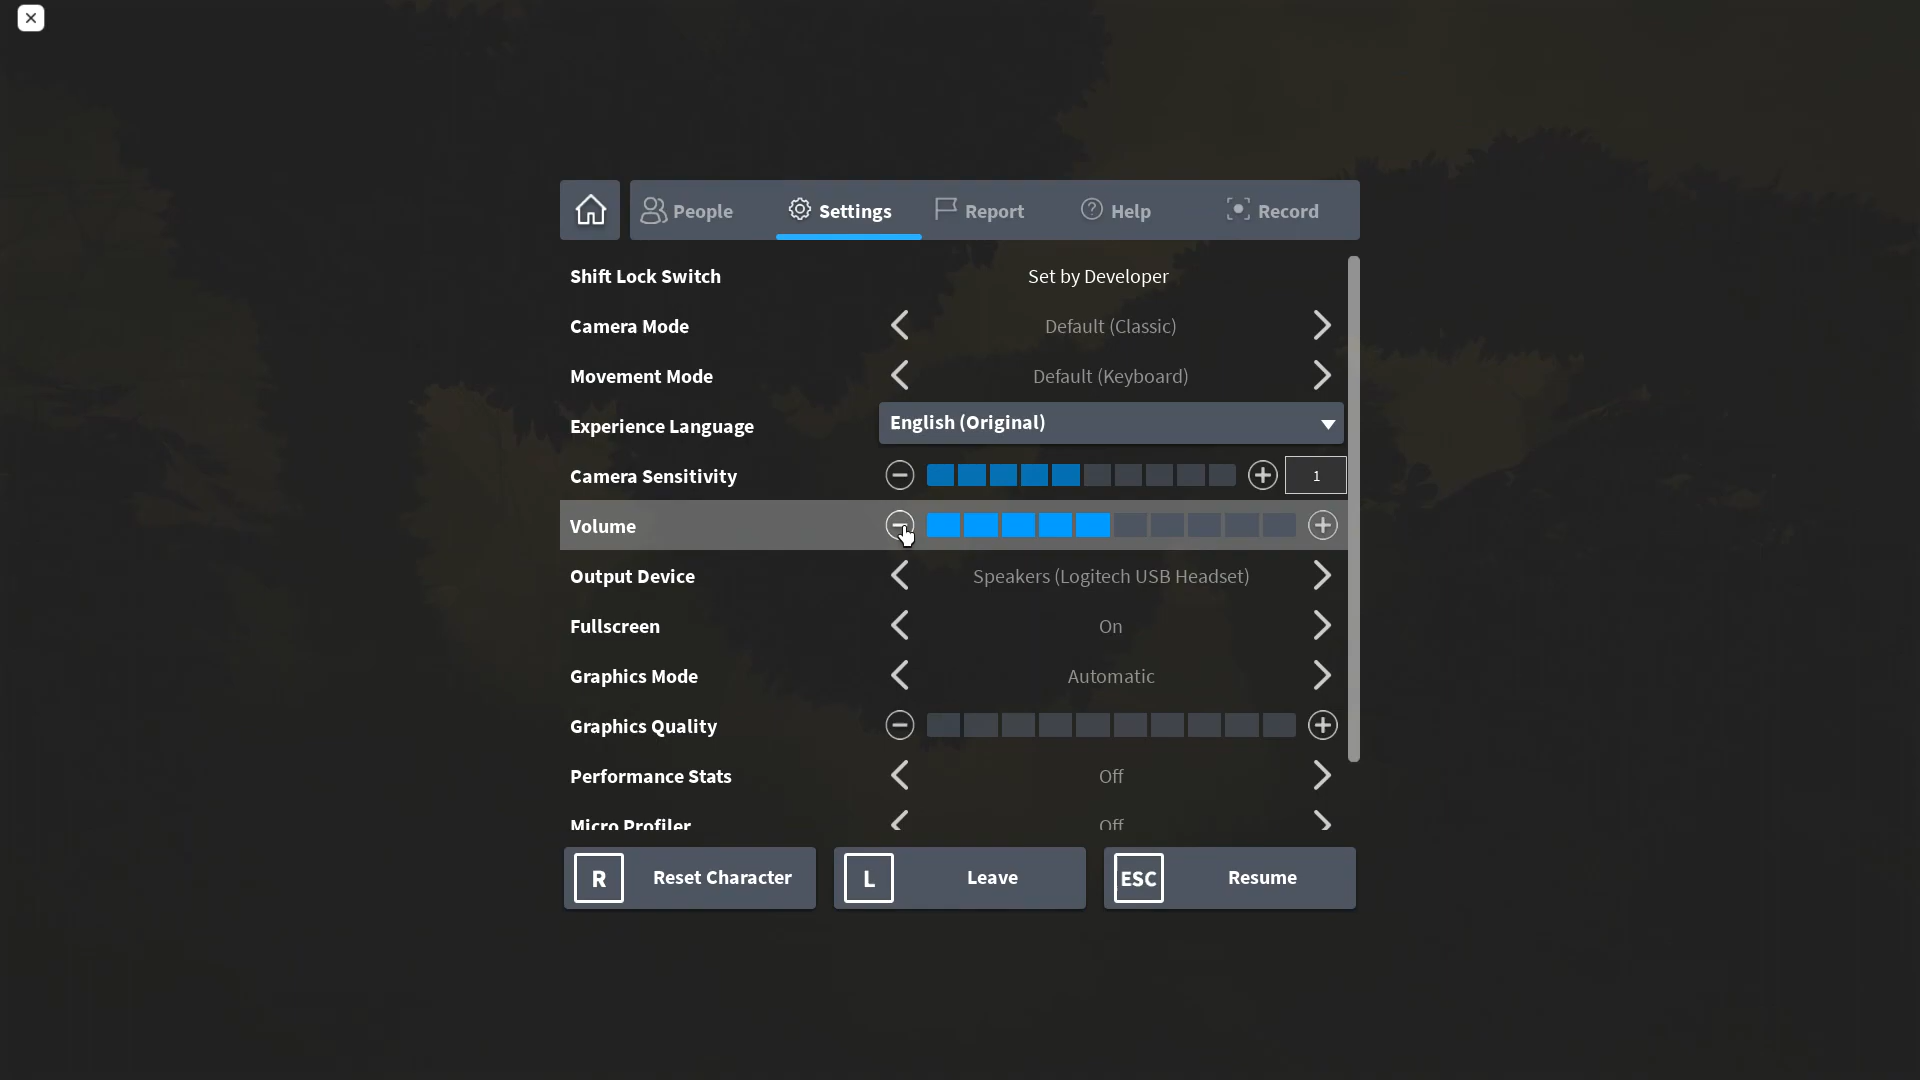 People
Settings
Report
Help
Record
Shift Lock Switch
Set by Developer
Camera Mode
Default (Classic)
Movement Mode
Default (Keyboard)
Experience Language
English (Original)
Camera Sensitivity
1
Volume
Output Device
Speakers (Logitech USB Headset)
Fullscreen
On
Graphics Mode
Automatic
Graphics Quality
Performance Stats
Off
Micro Profiler
Off
R
Reset Character
L
Leave
ESC
Resume